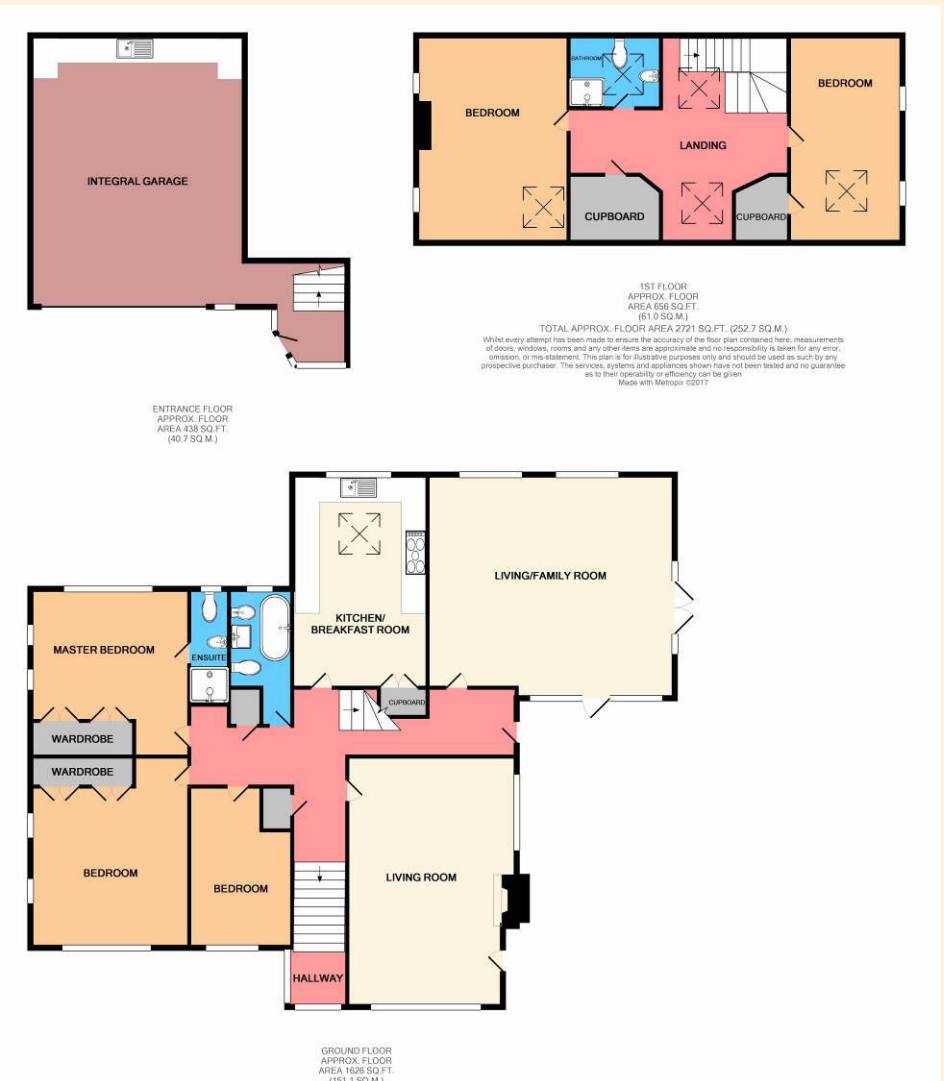 INTEGRAL GARAGE
ENTRANCE FLOOR
APPROX. FLOOR
AREA 438 SQ.FT.
(40.7 SQ.M.)
BEDROOM
BATHROOM
LANDING
CUPBOARD
CUPBOARD
BEDROOM
1ST FLOOR
APPROX. FLOOR
AREA 656 SQ.FT.
(61.0 SQ.M.)
TOTAL APPROX. FLOOR AREA 2721 SQ.FT. (252.7 SQ.M.)
Whilst every attempt has been made to ensure the accuracy of the floor plan contained here, measurements
of doors, windows, rooms and any other items are approximate and no responsibility is taken for any error,
omission, or mis-statement. This plan is for illustrative purposes only and should be used as such by any
prospective purchaser. The services, systems and appliances shown have not been tested and no guarantee
as to their operability or efficiency can be given
Made with Metropix ©2017
KITCHEN/
BREAKFAST ROOM
LIVING/FAMILY ROOM
MASTER BEDROOM
ENSUITE
CUPBOARD
WARDROBE
WARDROBE
BEDROOM
BEDROOM
LIVING ROOM
HALLWAY
GROUND FLOOR
APPROX. FLOOR
AREA 1626 SQ.FT.
(151.1 SQ.M.)